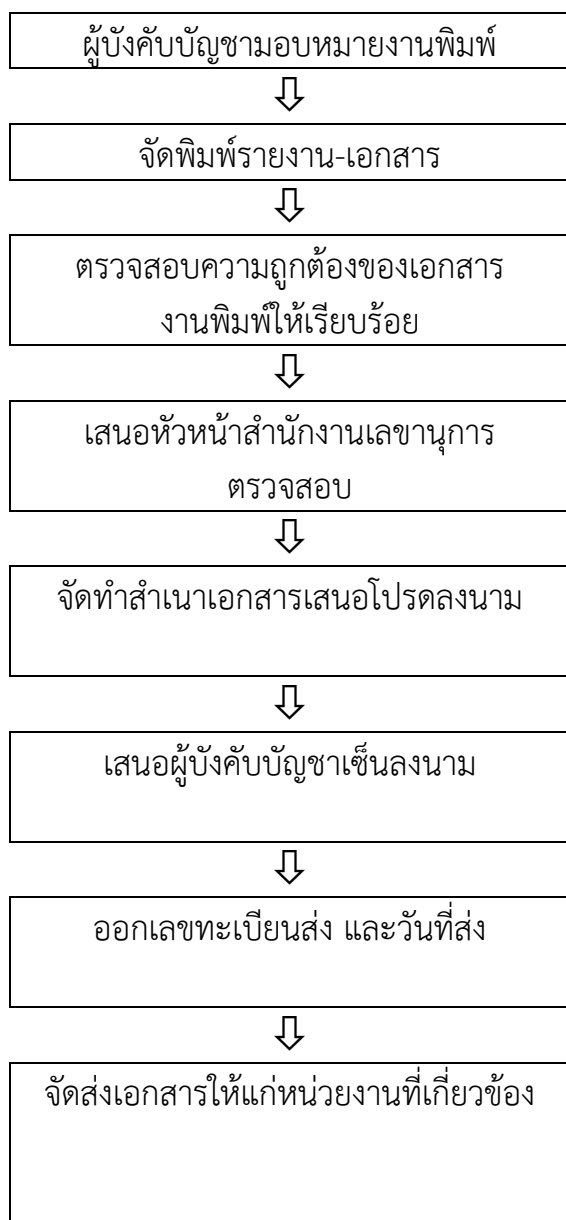 ผู้บังคับบัญชามอบหมายงานพิมพ์
จัดพิมพ์รายงาน-เอกสาร
ตรวจสอบความถูกต้องของเอกสาร
งานพิมพ์ให้เรียบร้อย
เสนอหัวหน้าสำนักงานเลขานุการ
ตรวจสอบ
จัดทำสำเนาเอกสารเสนอโปรดลงนาม
เสนอผู้บังคับบัญชาเซ็นลงนาม
ออกเลขทะเบียนส่ง และวันที่ส่ง
จัดส่งเอกสารให้แก่หน่วยงานที่เกี่ยวข้อง